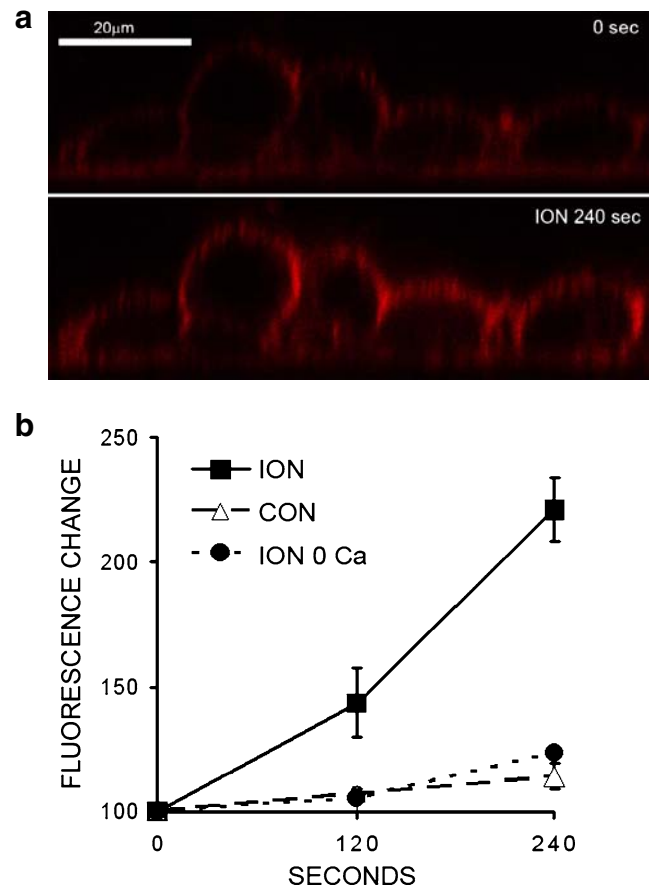 a
20µm
0 sec
ION 240 sec
b
250
200
150
100
FLUORESCENCE CHANGE
ION
CON
ION 0 Ca
0
120
240
SECONDS